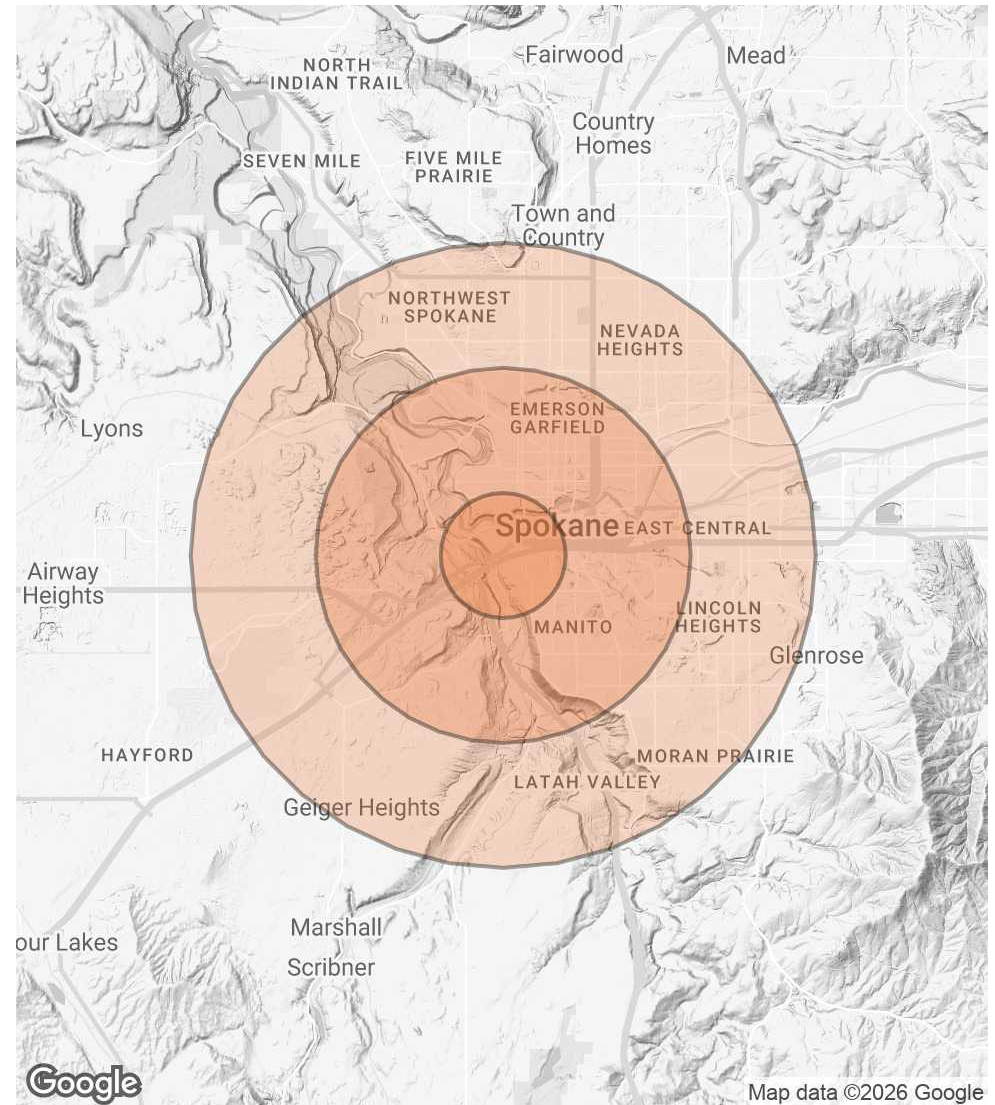 Fairwood
Mead
NORTH
INDIAN TRAIL
Country
Homes
SEVEN MILE
FIVE MILE
PRAIRIE
Town and
Country
NORTHWEST
SPOKANE
NEVADA
HEIGHTS
EMERSON
GARFIELD
Lyons
Spokane
EAST CENTRAL
Airway
Heights
MANITO
LINCOLN
HEIGHTS
Glenrose
HAYFORD
MORAN PRAIRIE
LATAH VALLEY
Geiger Heights
Marshall
our Lakes
Scribner
Google
Map data ©2026 Google